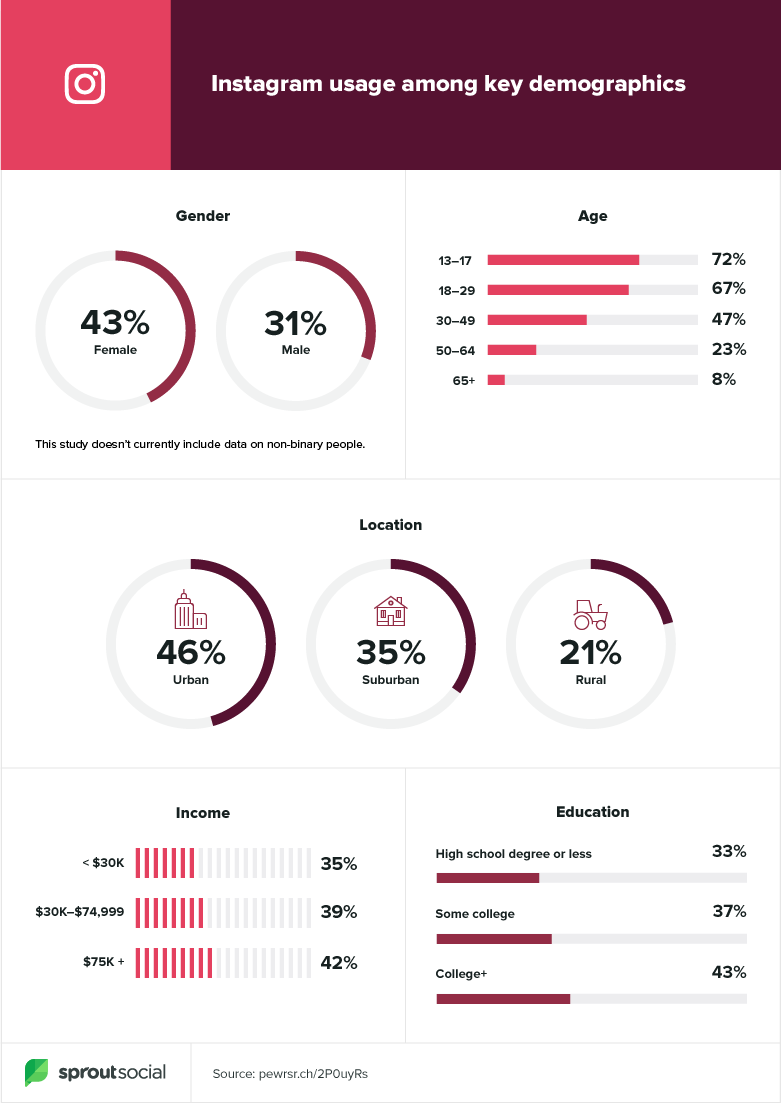 Instagram usage among key demographics
Gender
43%
Female
31%
Male
This study doesn't currently include data on non-binary people.
Age
13–17 72%
18–29 67%
30–49 47%
50–64 23%
65+ 8%
Location
46%
Urban
35%
Suburban
21%
Rural
Income
< $30K 35%
$30K–$74,999 39%
$75K + 42%
Education
High school degree or less 33%
Some college 37%
College+ 43%
sproutsocial
Source: pewrsr.ch/2P0uyRs